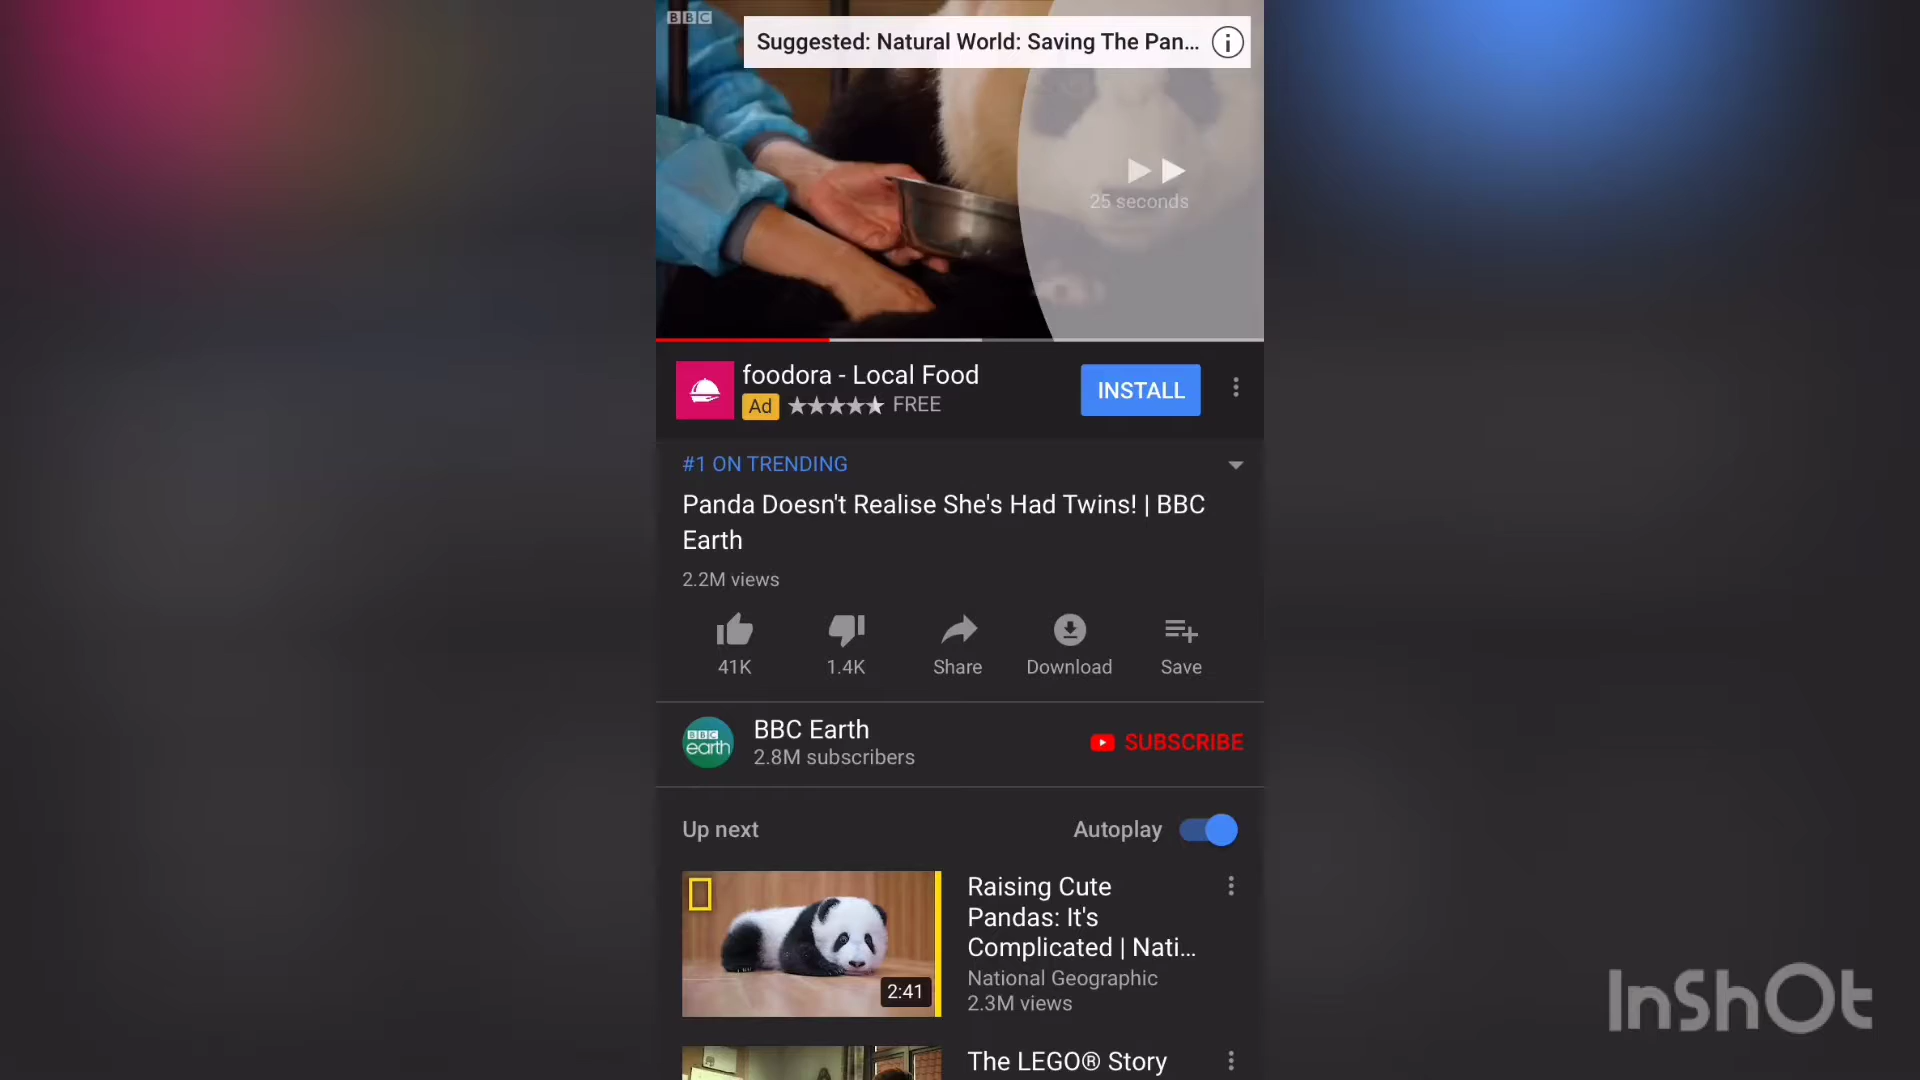 BBC
Suggested: Natural World: Saving The Pan...
25 seconds
foodora - Local Food
Ad
FREE
INSTALL
#1 ON TRENDING
Panda Doesn't Realise She's Had Twins! | BBC
Earth
2.2M views
41K
1.4K
Share
Download
Save
BBC
earth
BBC Earth
2.8M subscribers
SUBSCRIBE
Up next
Autoplay
2:41
Raising Cute
Pandas: It's
Complicated | Nati...
National Geographic
2.3M views
The LEGO® Story
InShOt